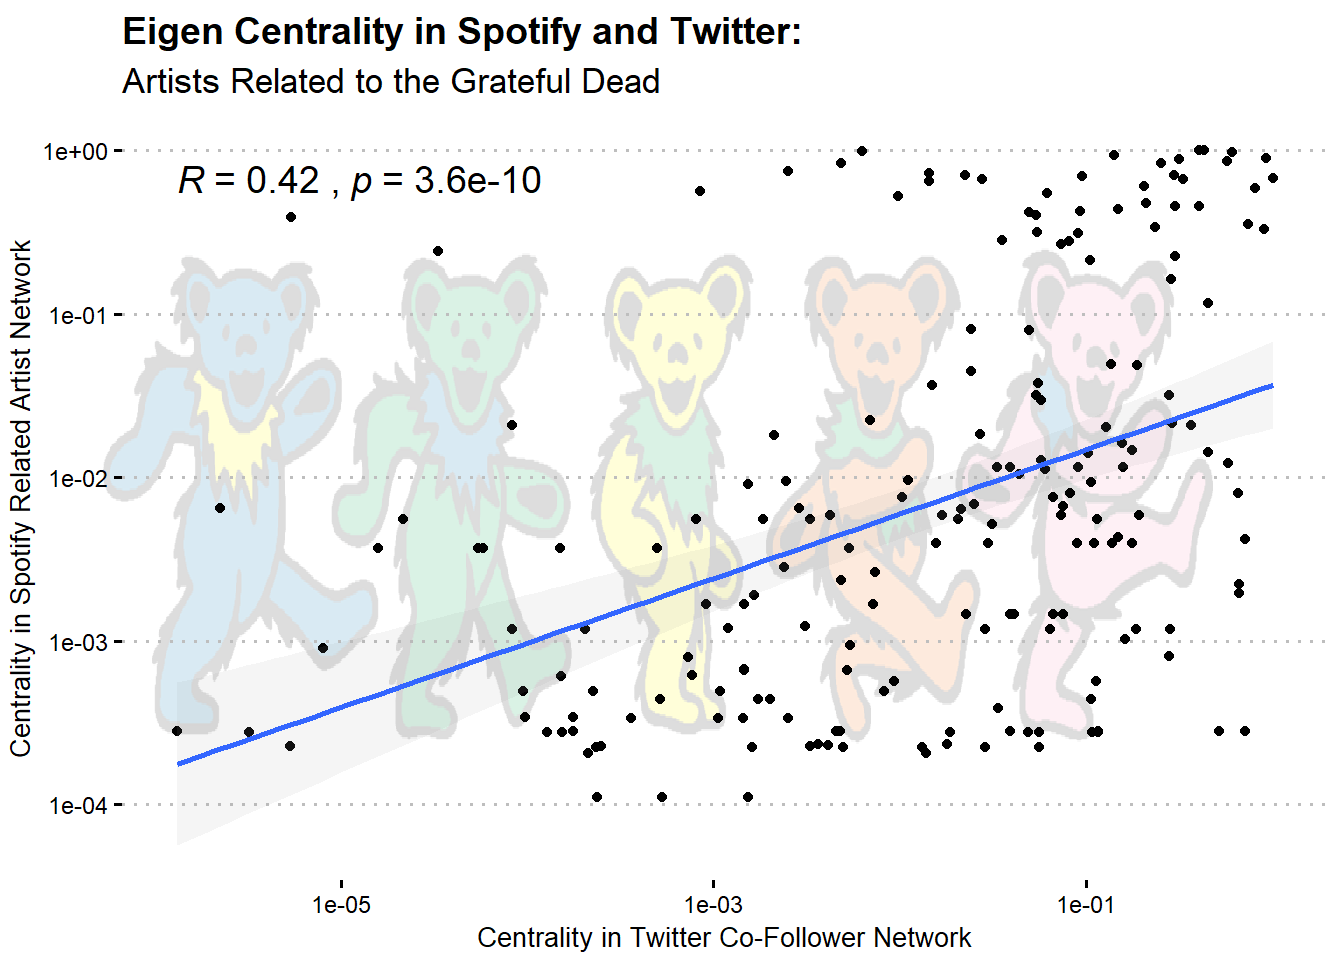 Eigen Centrality in Spotify and Twitter:
Artists Related to the Grateful Dead
R = 0.42 , p = 3.6e-10
1e+00
1e-01
1e-02
1e-03
1e-04
Centrality in Spotify Related Artist Network
1e-05
1e-03
1e-01
Centrality in Twitter Co-Follower Network